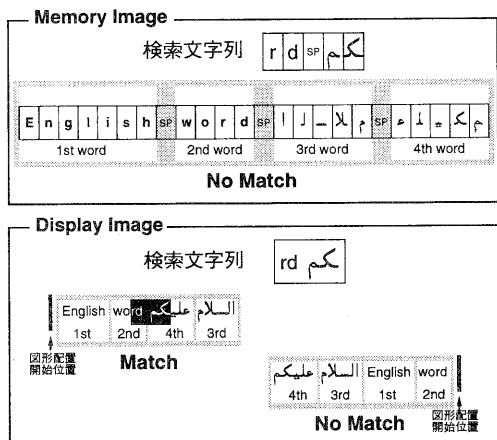 Memory Image
検索文字列 r d SP كم
E n g l i s h SP w o r d SP ا ل س لا م SP ع ل ي ك م
1st word 2nd word 3rd word 4th word
No Match
Display Image
検索文字列 rd كم
English word عليكم السلام
1st 2nd 4th 3rd
図形配置
開始位置
Match
عليكم السلام English word
4th 3rd 1st 2nd
No Match
図形配置
開始位置